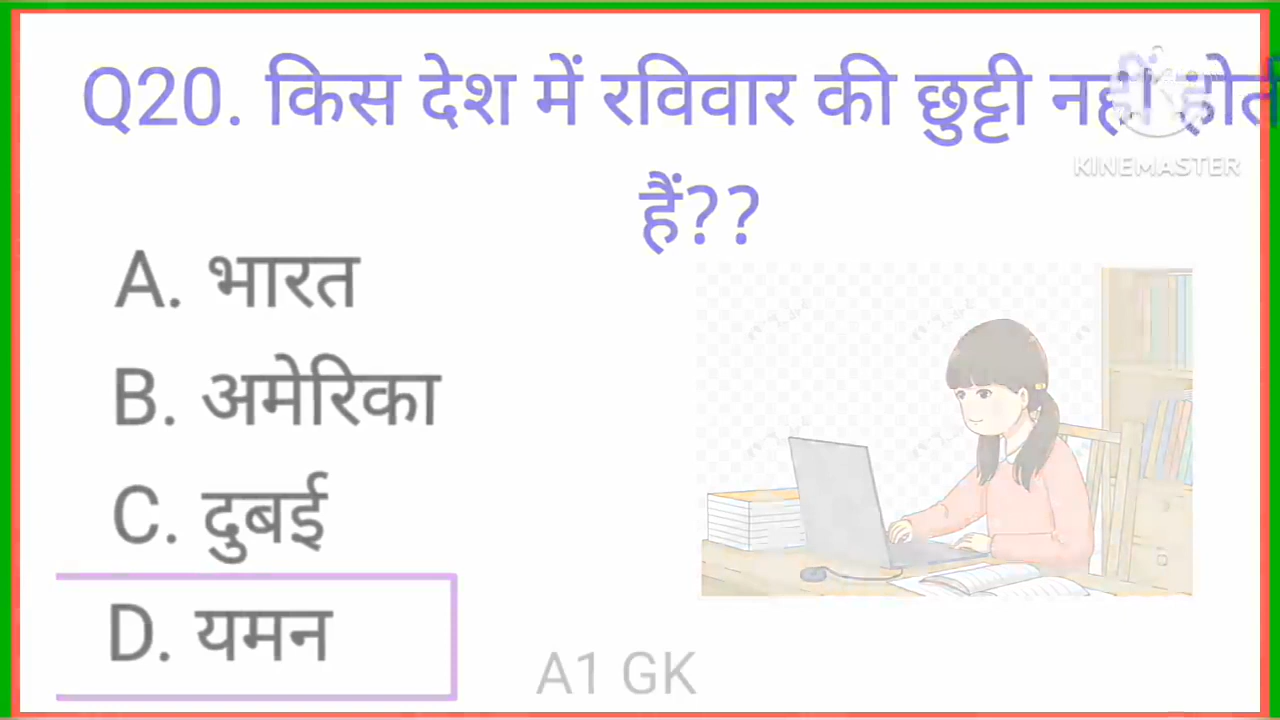 Q20. किस देश में रविवार की छुट्टी नहीं होत
KINEMASTER
हैं??
A. भारत
B. अमेरिका
C. दुबई
D. यमन
A1 GK